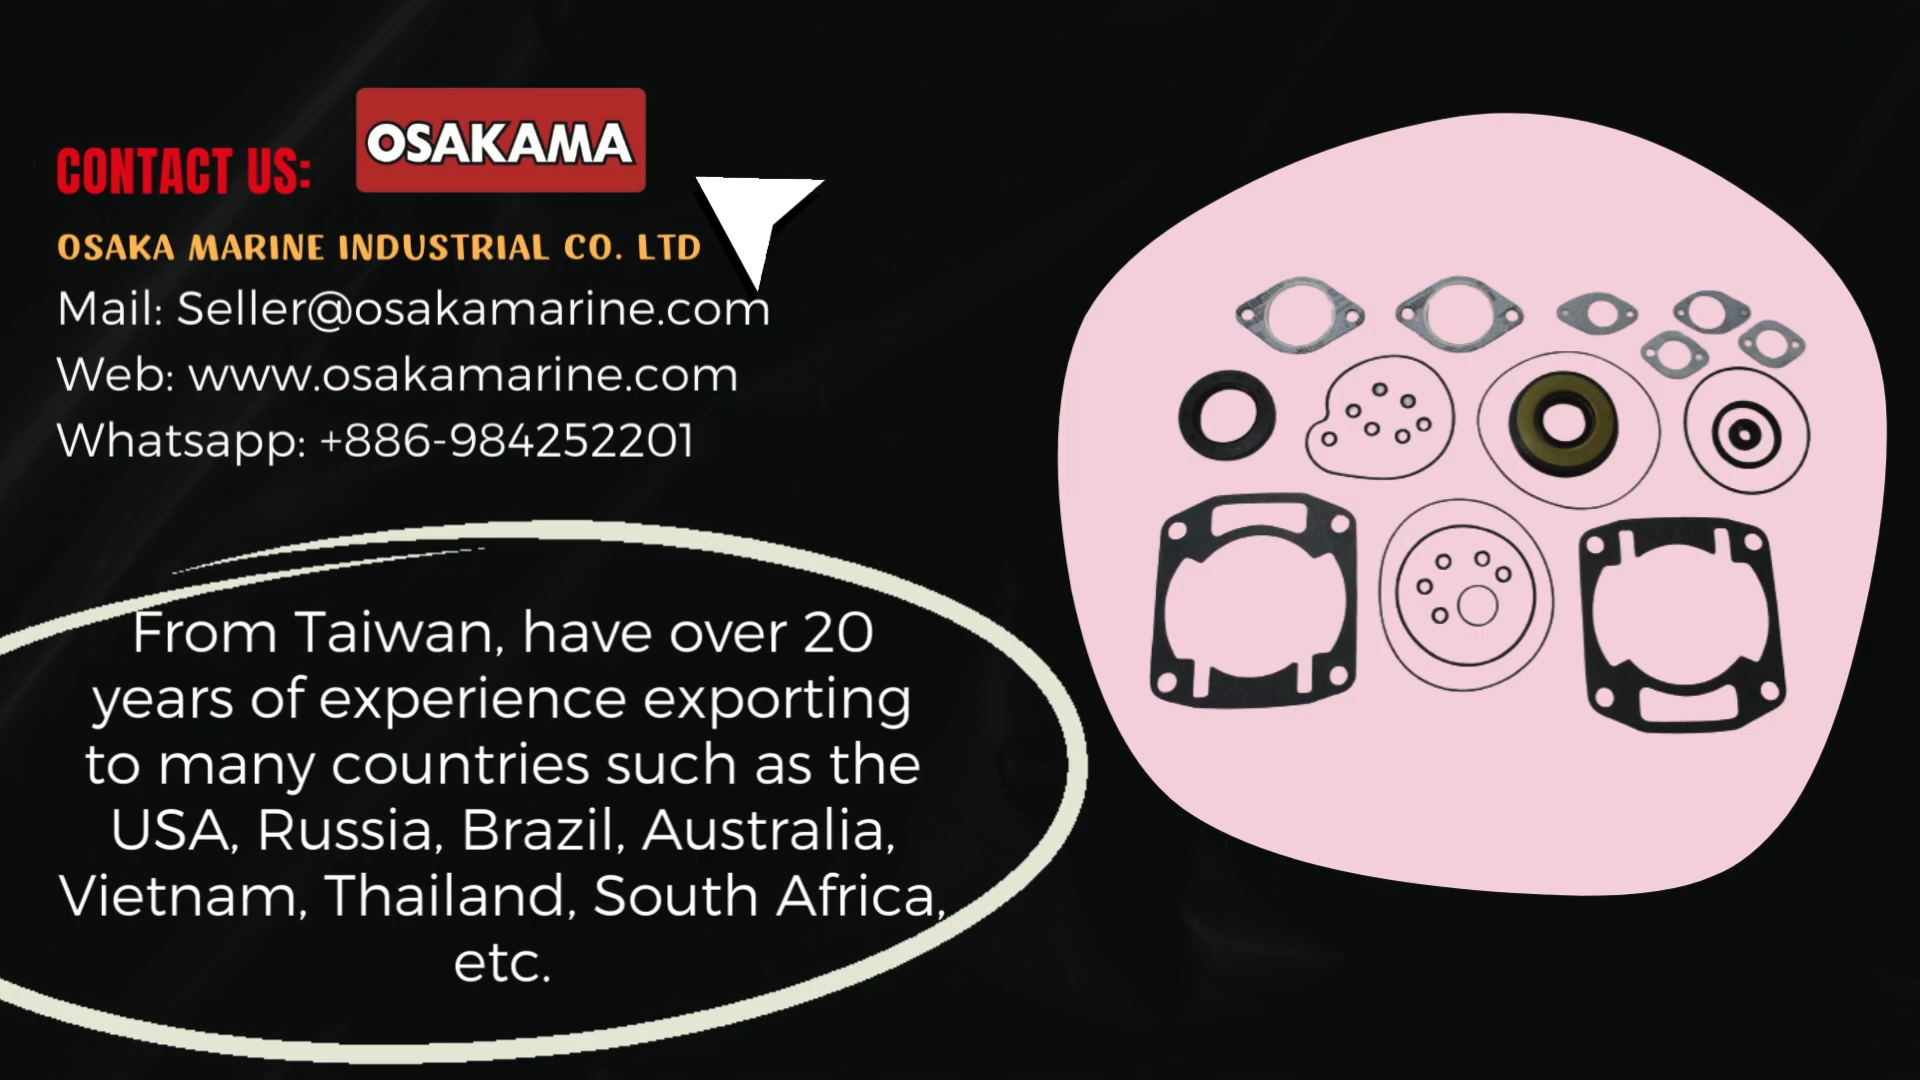 OSAKAMA
CONTACT US:
OSAKA MARINE INDUSTRIAL CO. LTD
Mail: Seller@osakamarine.com
Web: www.osakamarine.com
Whatsapp: +886-984252201
From Taiwan, have over 20
years of experience exporting
to many countries such as the
USA, Russia, Brazil, Australia,
Vietnam, Thailand, South Africa,
etc.